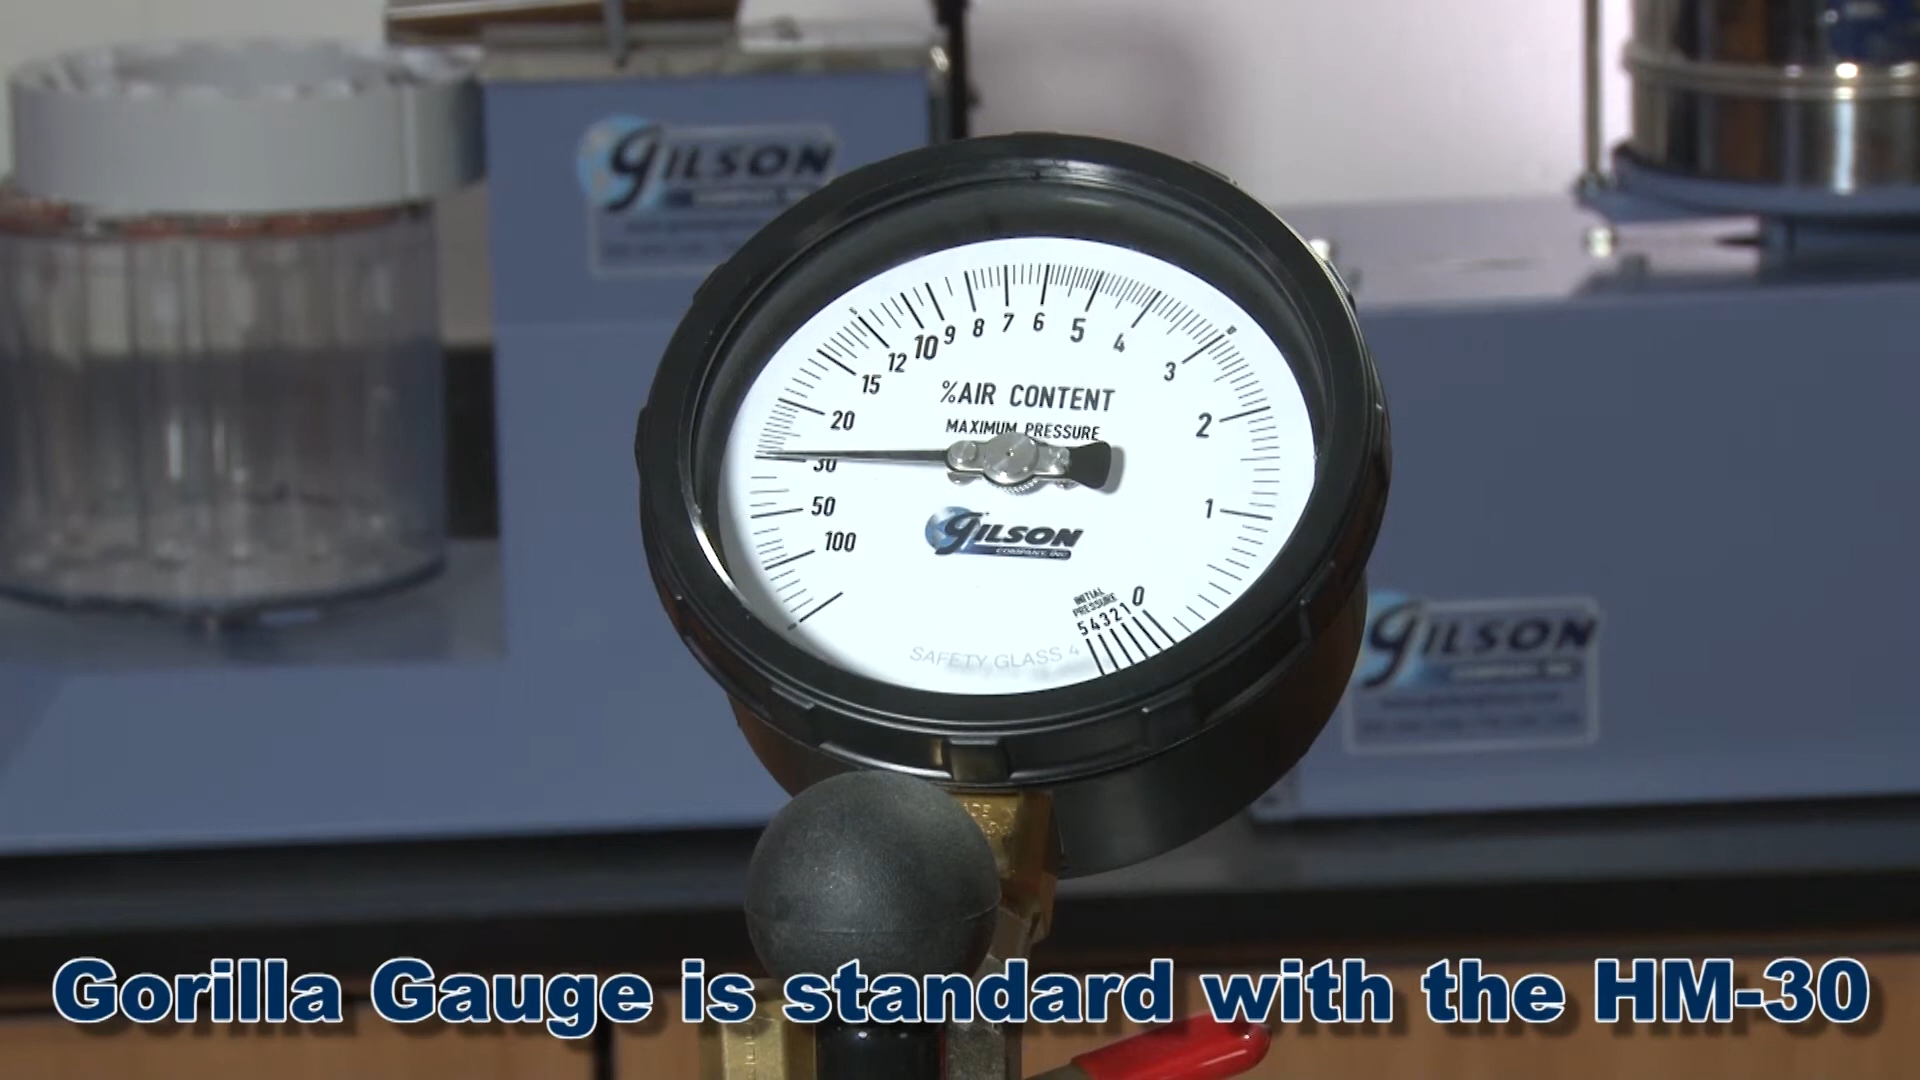 GILSON
9 8 7 6 5 4
12 10
3
15
%AIR CONTENT
20
MAXIMUM PRESSURE
2
30
50
1
GILSON
COMPANY, INC
100
INITIAL
PRESSURE
0
5 4 3 2 1
SAFETY GLASS 4
GILSON
Gorilla Gauge is standard with the HM-30